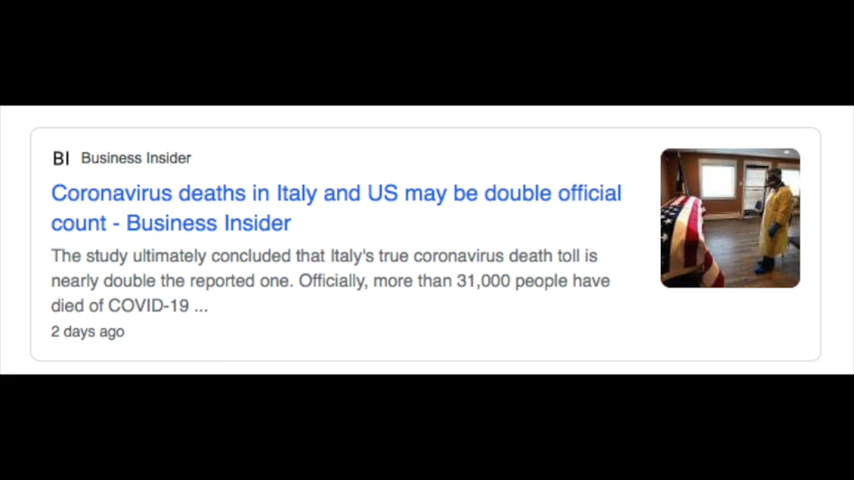 BI Business Insider
Coronavirus deaths in Italy and US may be double official
count - Business Insider
The study ultimately concluded that Italy's true coronavirus death toll is
nearly double the reported one. Officially, more than 31,000 people have
died of COVID-19 ...
2 days ago